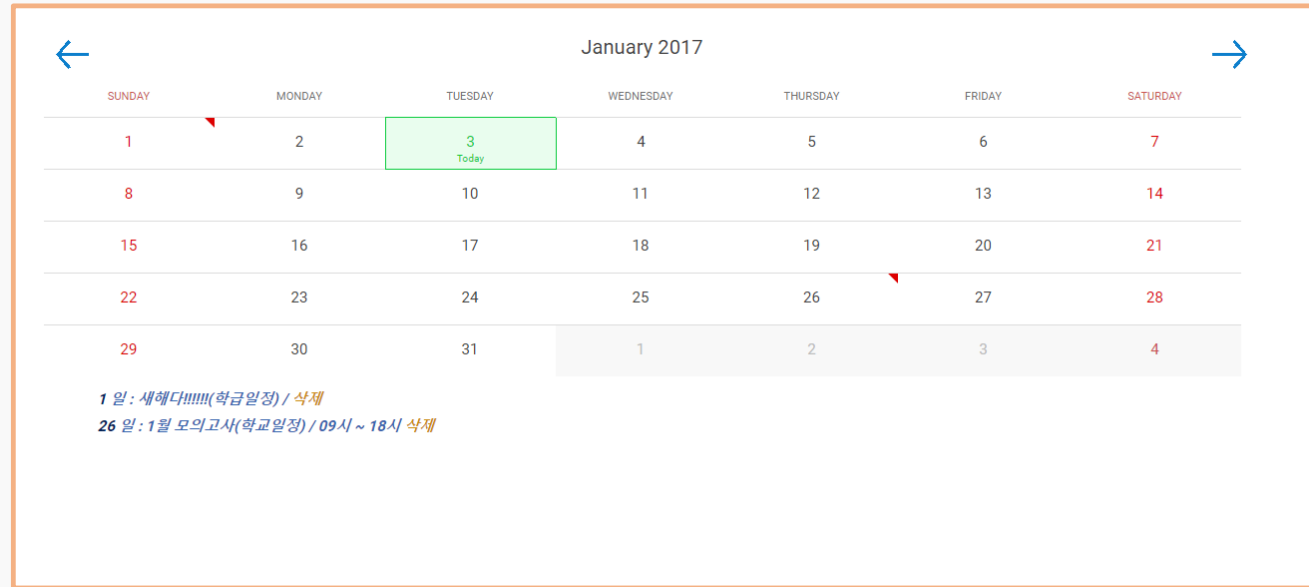 January 2017
SUNDAY MONDAY TUESDAY WEDNESDAY THURSDAY FRIDAY SATURDAY
1 2 3 4 5 6 7
Today
8 9 10 11 12 13 14
15 16 17 18 19 20 21
22 23 24 25 26 27 28
29 30 31 1 2 3 4
1 일 : 새해다!!!!!!(학급일정) / 삭제
26 일 : 1월 모의고사(학교일정) / 09시 ~ 18시 삭제